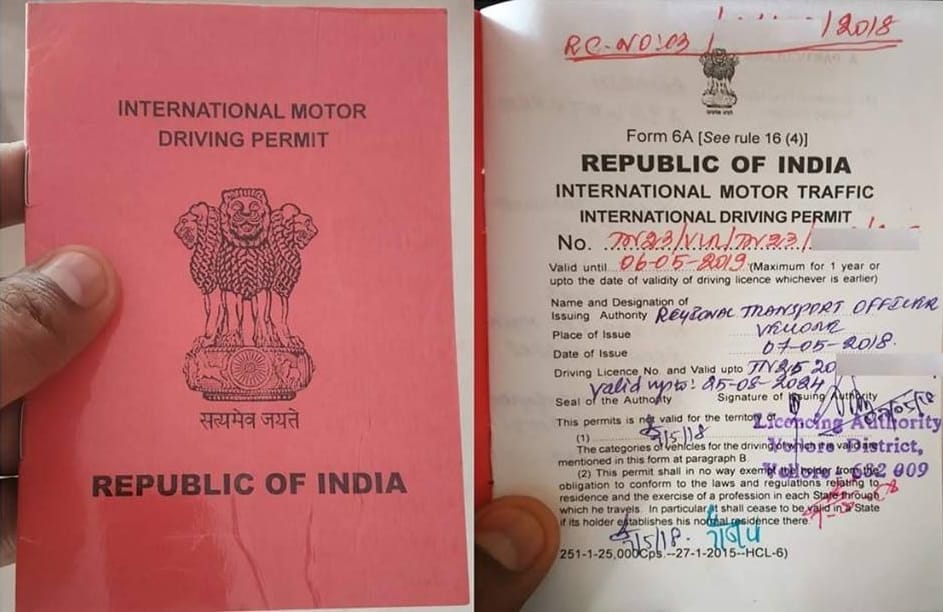 INTERNATIONAL MOTOR
DRIVING PERMIT
सत्यमेव जयते
REPUBLIC OF INDIA
RC-NO:03/ /2018
Form 6A [See rule 16 (4)]
REPUBLIC OF INDIA
INTERNATIONAL MOTOR TRAFFIC
INTERNATIONAL DRIVING PERMIT
No. TN23/VLR/TN23/
Valid until 06-05-2019 (Maximum for 1 year or
upto the date of validity of driving licence whichever is earlier)
Name and Designation of
Issuing Authority REGIONAL TRANSPORT OFFICER
Place of Issue VELLORE
Date of Issue 07-05-2018.
Driving Licence No. and Valid upto TN25 20
Valid upto: 25-08-2024
Seal of the Authority Signature of Issuing Authority
This permits is not valid for the territory of
(1)
Licencing Authority
The categories of vehicles for the driving of which it is valid are
Vellore District,
mentioned in this form at paragraph B.
Vellore - 632 009
(2) This permit shall in no way exempt the holder from the
obligation to conform to the laws and regulations relating to
residence and the exercise of a profession in each State through
which he travels. In particular, it shall cease to be valid in a State
if its holder establishes his normal residence there.
251-1-25,000Cps.--27-1-2015--HCL-6)